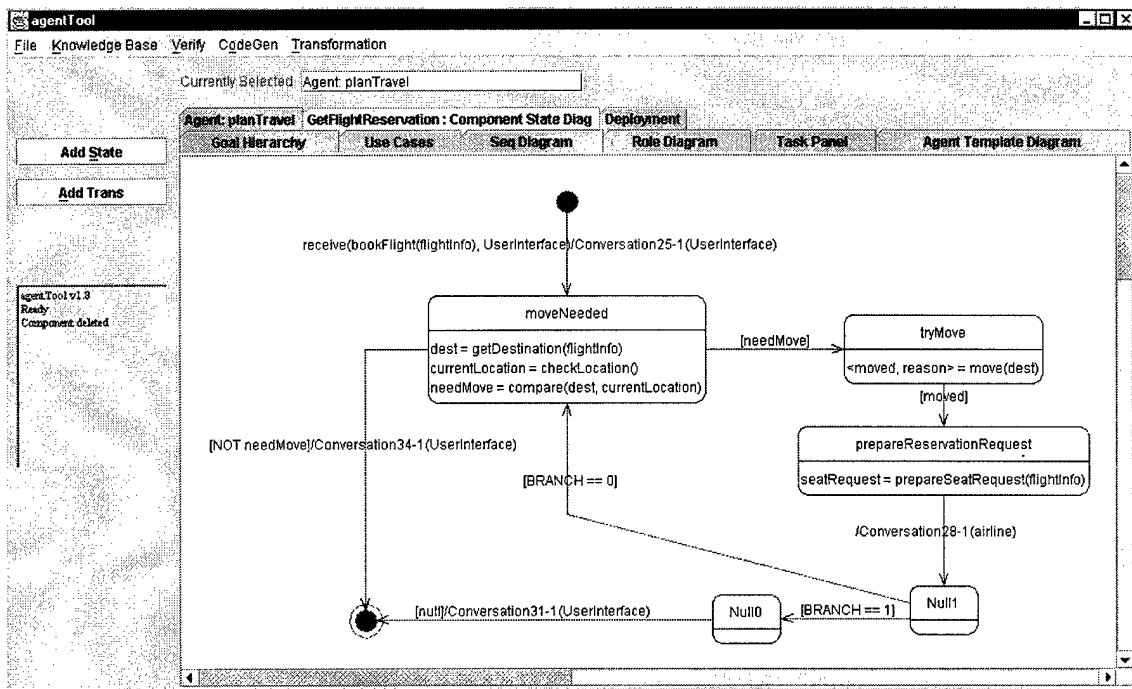 agentTool
File Knowledge Base Verify CodeGen Transformation
Currently Selected: Agent: planTravel
Agent: planTravel GetFlightReservation : Component State Diag Deployment
Goal Hierarchy Use Cases Seq Diagram Role Diagram Task Panel Agent Template Diagram
Add State
Add Trans
agentTool v1.8
Ready
Component deleted
receive(bookFlight(flightInfo), UserInterface)/Conversation25-1(UserInterface)
moveNeeded
dest = getDestination(flightInfo)
currentLocation = checkLocation()
needMove = compare(dest, currentLocation)
[needMove]
tryMove
<moved, reason> = move(dest)
[moved]
prepareReservationRequest
seatRequest = prepareSeatRequest(flightInfo)
[NOT needMove]/Conversation34-1(UserInterface)
[BRANCH == 0]
/Conversation28-1(airline)
[null]/Conversation31-1(UserInterface)
Null0
[BRANCH == 1]
Null1